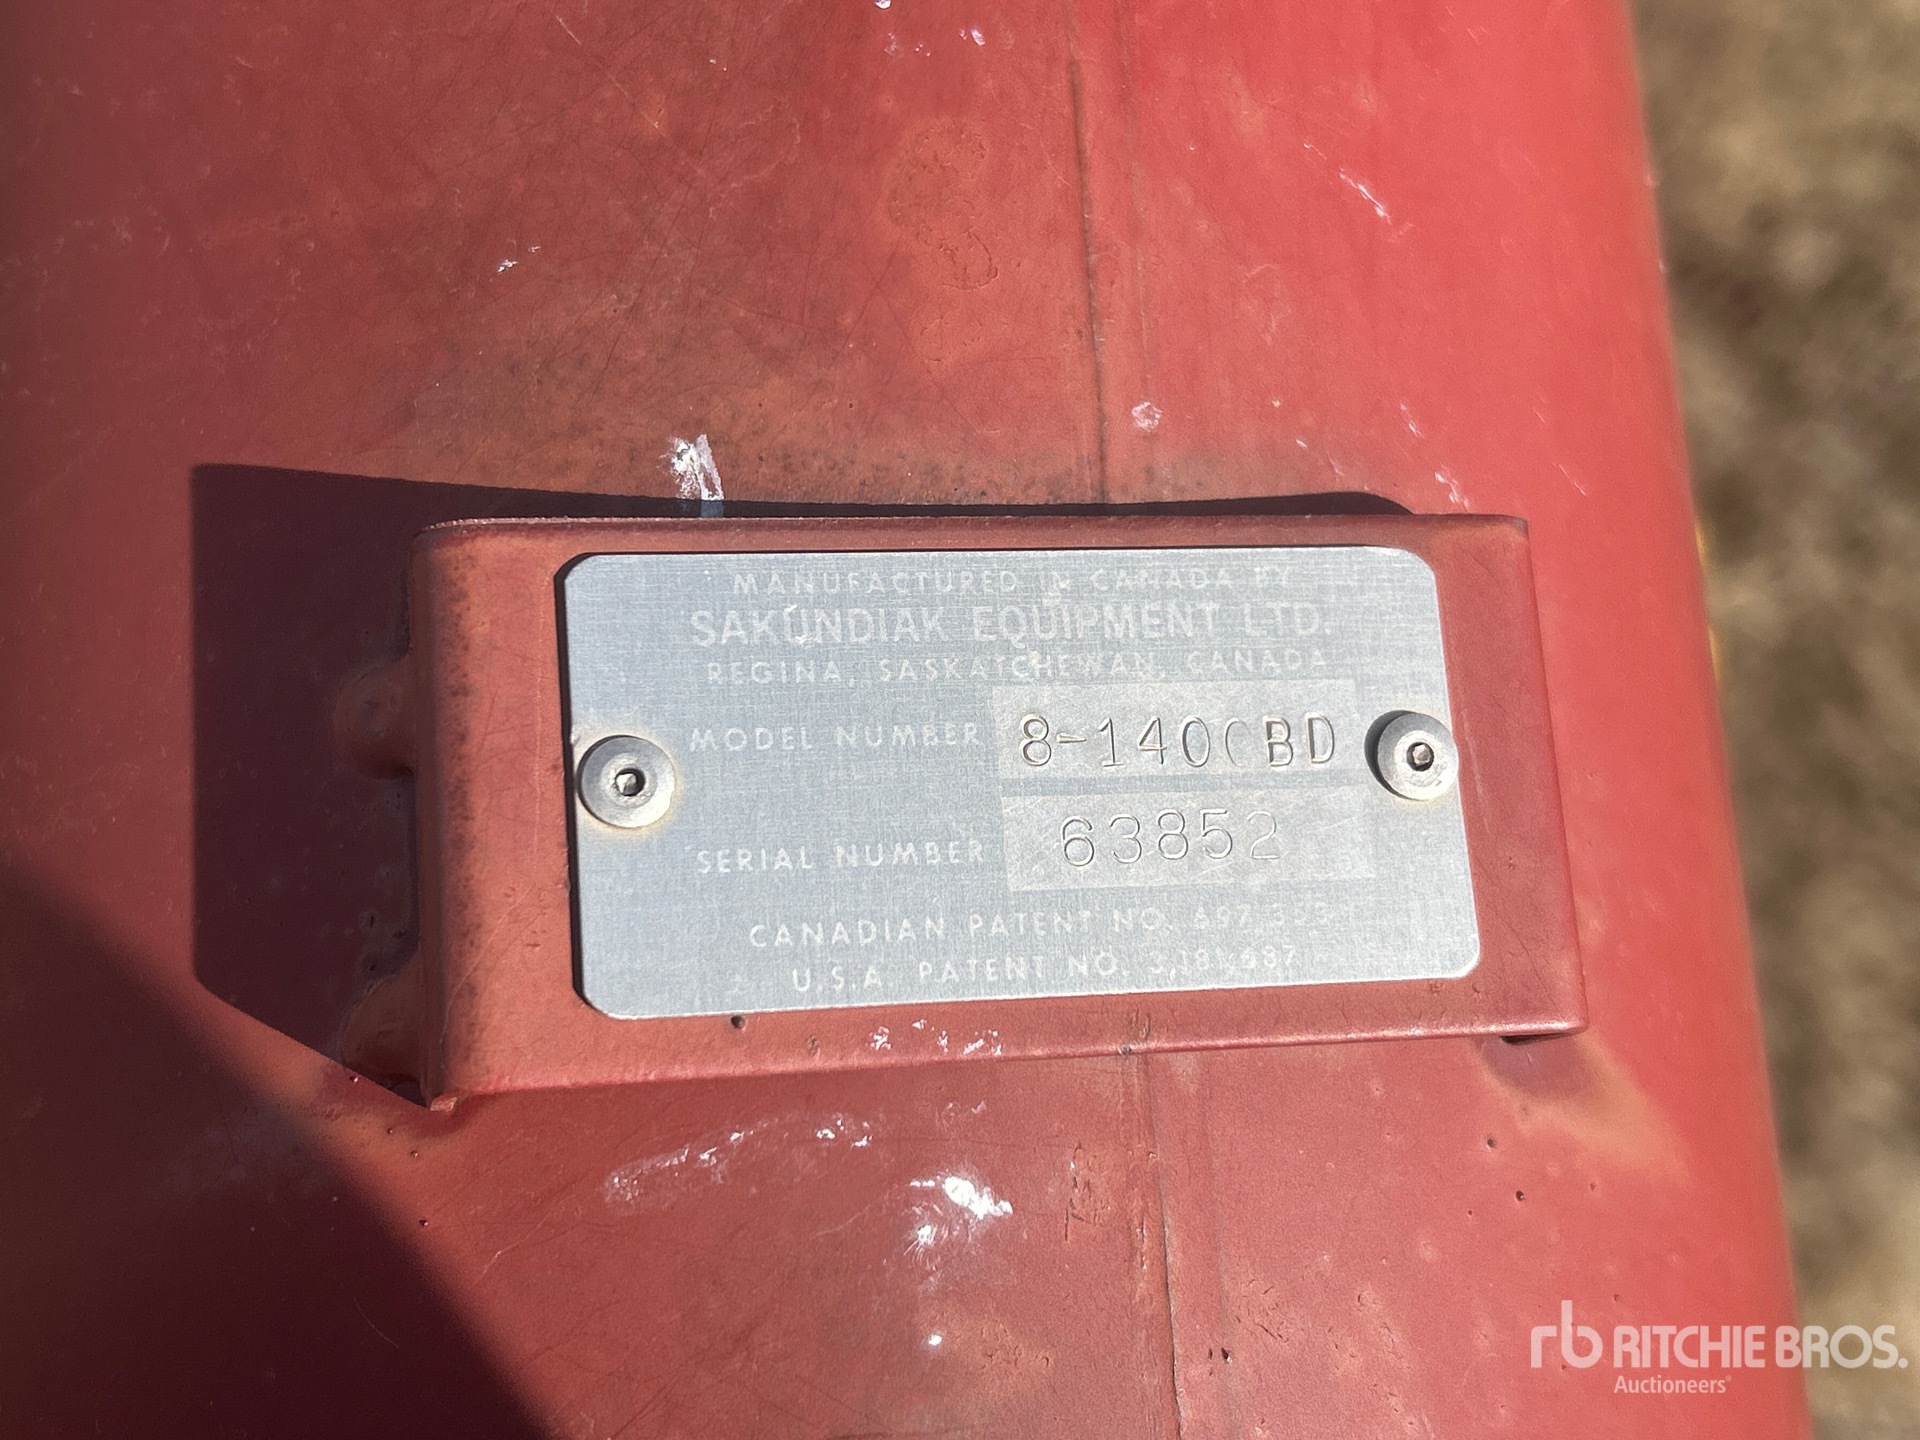 MANUFACTURED IN CANADA BY
SAKUNDIAK EQUIPMENT LTD.
REGINA, SASKATCHEWAN, CANADA
MODEL NUMBER 8-1400BD
SERIAL NUMBER 63852
CANADIAN PATENT NO.
U.S.A. PATENT NO.
rb RITCHIE BROS.
Auctioneers